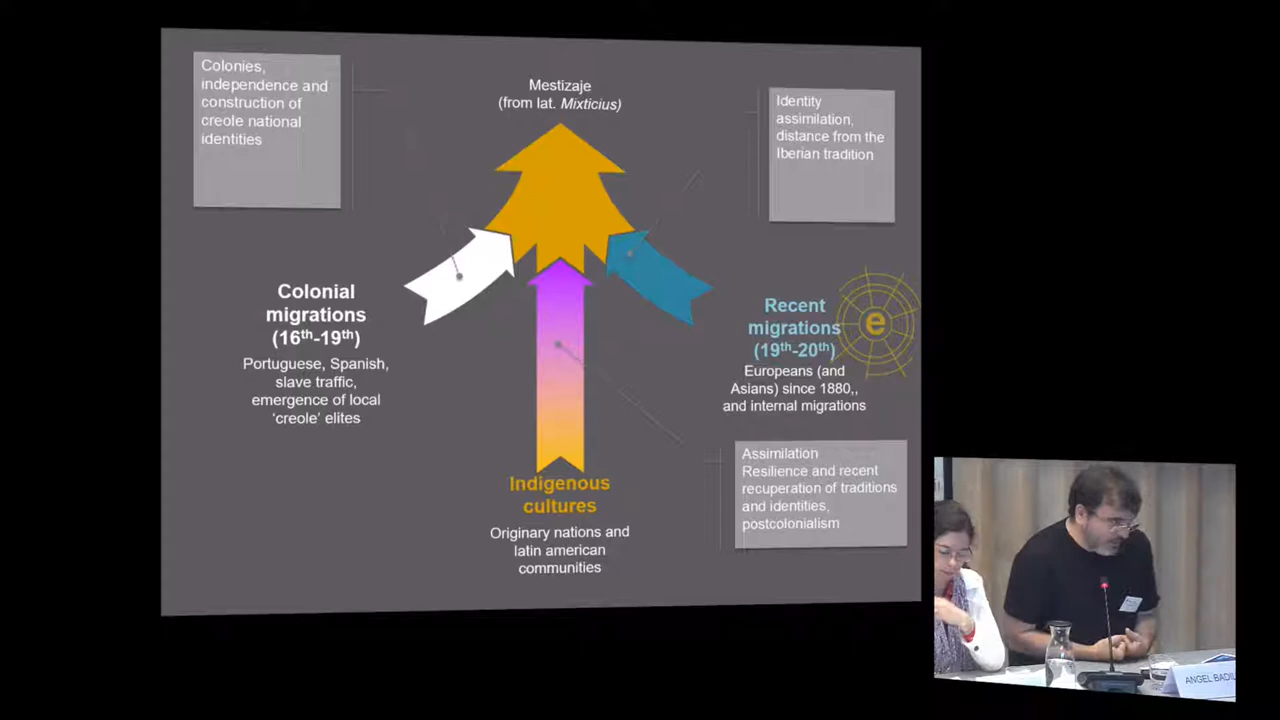 Colonies,
independence and
construction of
creole national
identities
Mestizaje
(from lat. Mixticius)
Identity
assimilation,
distance from the
Iberian tradition
Colonial
migrations
(16th-19th)
Portuguese, Spanish,
slave traffic,
emergence of local
‘creole’ elites
Recent
migrations
(19th-20th)
Europeans (and
Asians) since 1880,,
and internal migrations
e
Indigenous
cultures
Originary nations and
latin american
communities
Assimilation
Resilience and recent
recuperation of traditions
and identities,
postcolonialism
ANGEL